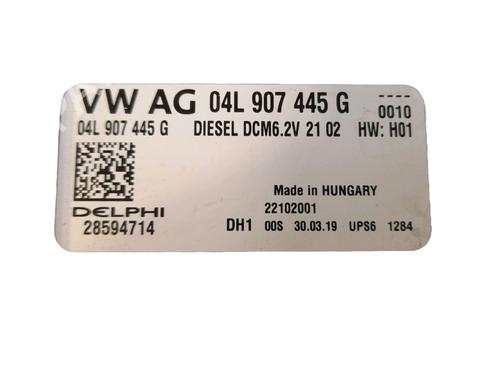 VW AG 04L 907 445 G ----
0010
04L 907 445 G DIESEL DCM6.2V 21 02 HW: H01
Made in HUNGARY
22102001
DELPHI
28594714 DH1 00S 30.03.19 UPS6 1284